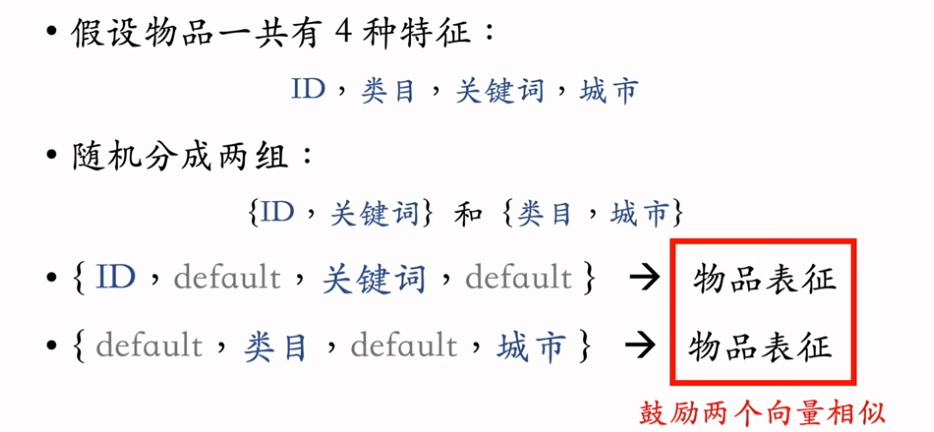 • 假设物品一共有 4 种特征：
ID，类目，关键词，城市
• 随机分成两组：
{ID，关键词} 和 {类目，城市}
• { ID，default，关键词，default } → 物品表征
• { default，类目，default，城市 } → 物品表征
鼓励两个向量相似